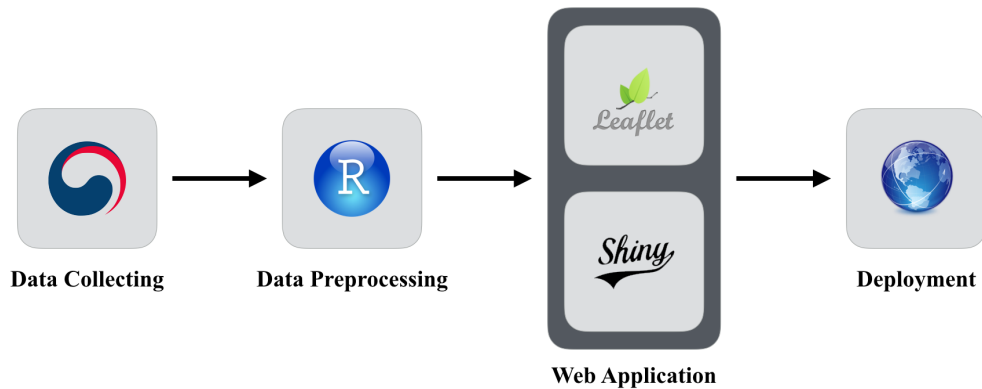 Leaflet
R
Shiny
Data Collecting
Data Preprocessing
Deployment
Web Application